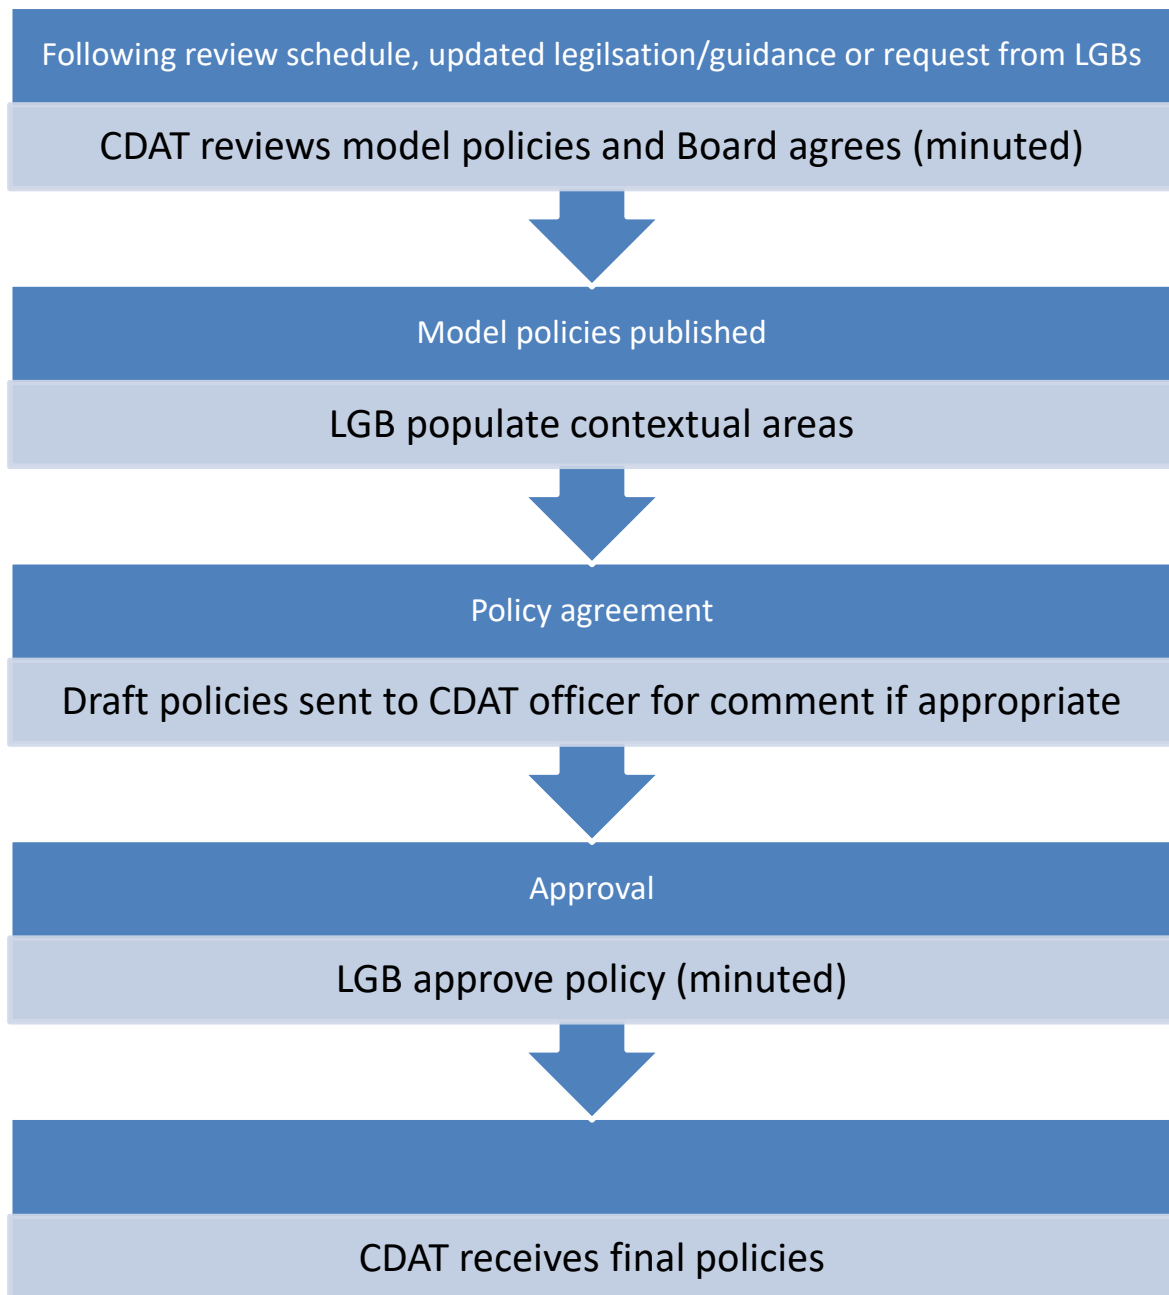 Following review schedule, updated legilsation/guidance or request from LGBs
CDAT reviews model policies and Board agrees (minuted)
Model policies published
LGB populate contextual areas
Policy agreement
Draft policies sent to CDAT officer for comment if appropriate
Approval
LGB approve policy (minuted)
CDAT receives final policies